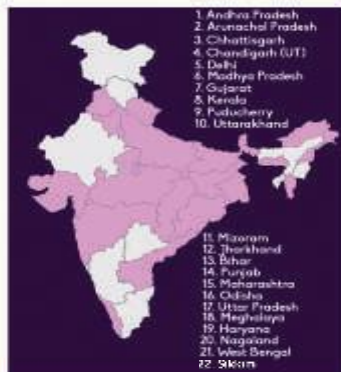 1. Andhra Pradesh
2. Arunachal Pradesh
3. Chhattisgarh
4. Chandigarh (UT)
5. Delhi
6. Madhya Pradesh
7. Gujarat
8. Kerala
9. Puducherry
10. Uttarakhand
11. Mizoram
12. Jharkhand
13. Bihar
14. Punjab
15. Maharashtra
16. Odisha
17. Uttar Pradesh
18. Meghalaya
19. Haryana
20. Nagaland
21. West Bengal
22. Sikkim